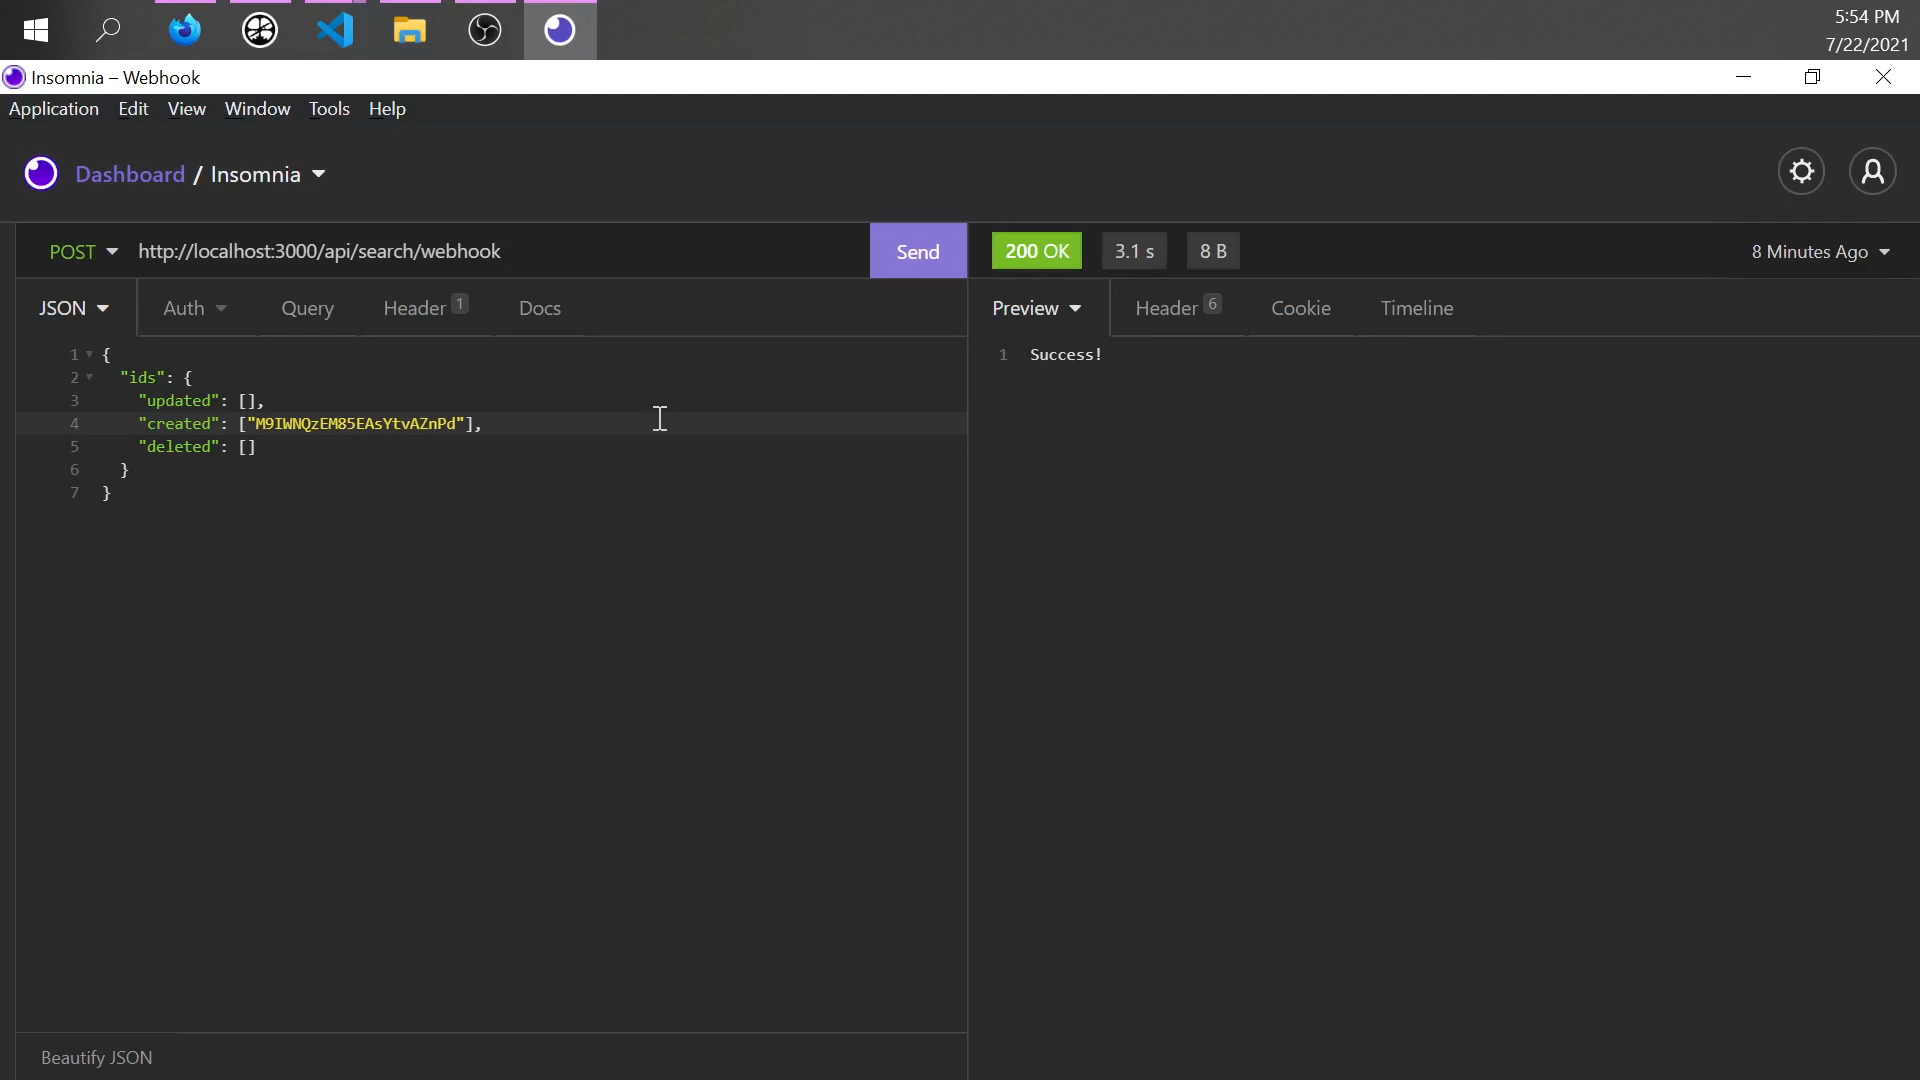 5:54 PM
7/22/2021
Insomnia – Webhook
Application Edit View Window Tools Help
Dashboard / Insomnia
POST http://localhost:3000/api/search/webhook Send 200 OK 3.1 s 8 B 8 Minutes Ago
JSON Auth Query Header 1 Docs Preview Header 6 Cookie Timeline
1 {
2 "ids": {
3 "updated": [],
4 "created": ["M9IWNQzEM85EAsYtvAZnPd"],
5 "deleted": []
6 }
7 }
1 Success!
Beautify JSON